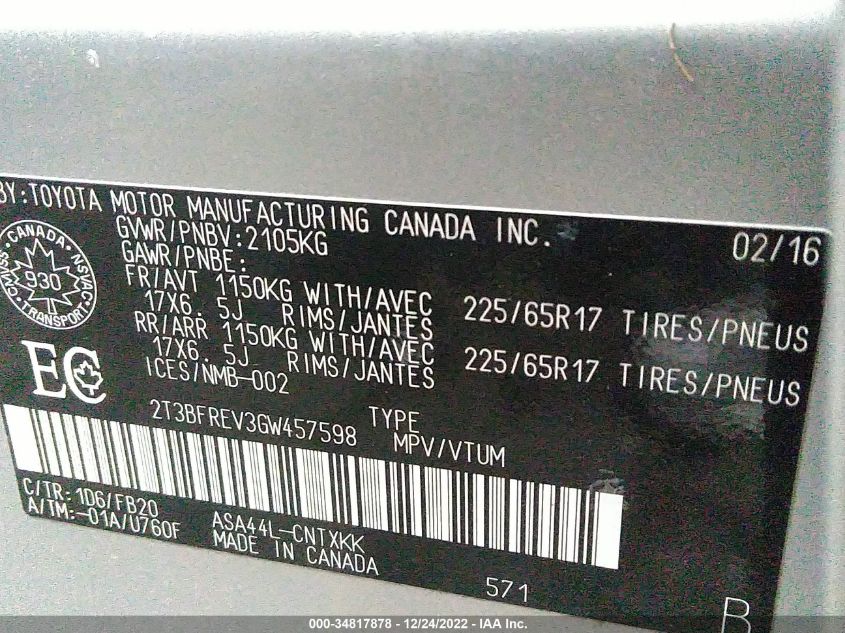 BY:TOYOTA MOTOR MANUFACTURING CANADA INC. 02/16
GVWR/PNBV:2105KG
GAWR/PNBE:
FR/AVT 1150KG WITH/AVEC 225/65R17 TIRES/PNEUS
17X6.5J RIMS/JANTES
RR/ARR 1150KG WITH/AVEC 225/65R17 TIRES/PNEUS
17X6.5J RIMS/JANTES
ICES/NMB-002
CANADA
CMVSS 930 NSVAC
TRANSPORT
EC
2T3BFREV3GW457598 TYPE
MPV/VTUM
C/TR:1D6/FB20 ASA44L-CNTXKK
A/TM:-01A/U760F MADE IN CANADA
571
B
000-34817878 - 12/24/2022 - IAA Inc.